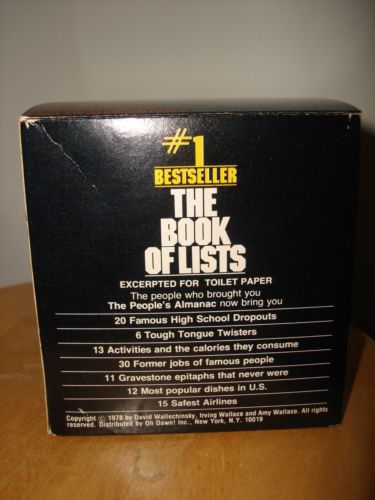 #1
BESTSELLER
THE
BOOK
OF LISTS
EXCERPTED FOR TOILET PAPER
The people who brought you
The People's Almanac now bring you
20 Famous High School Dropouts
6 Tough Tongue Twisters
13 Activities and the calories they consume
30 Former jobs of famous people
11 Gravestone epitaphs that never were
12 Most popular dishes in U.S.
15 Safest Airlines
Copyright © 1978 by David Wallechinsky, Irving Wallace and Amy Wallace. All rights
reserved. Distributed by Oh Dawn! Inc., New York, N.Y. 10019